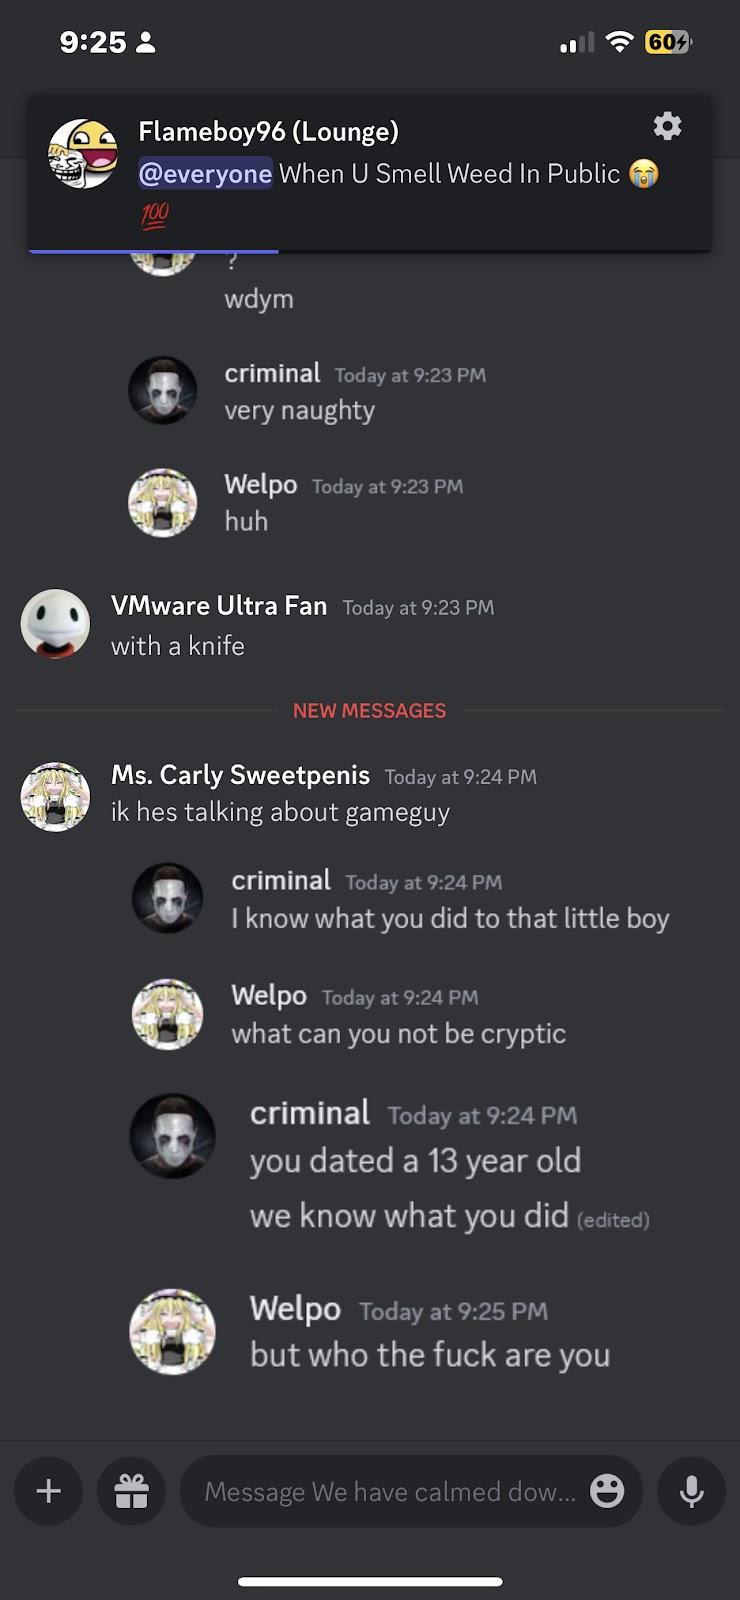 9:25
60
Flameboy96 (Lounge)
@everyone When U Smell Weed In Public 😭
💯
?
wdym
criminal Today at 9:23 PM
very naughty
Welpo Today at 9:23 PM
huh
VMware Ultra Fan Today at 9:23 PM
with a knife
NEW MESSAGES
Ms. Carly Sweetpenis Today at 9:24 PM
ik hes talking about gameguy
criminal Today at 9:24 PM
I know what you did to that little boy
Welpo Today at 9:24 PM
what can you not be cryptic
criminal Today at 9:24 PM
you dated a 13 year old
we know what you did (edited)
Welpo Today at 9:25 PM
but who the fuck are you
Message We have calmed dow...